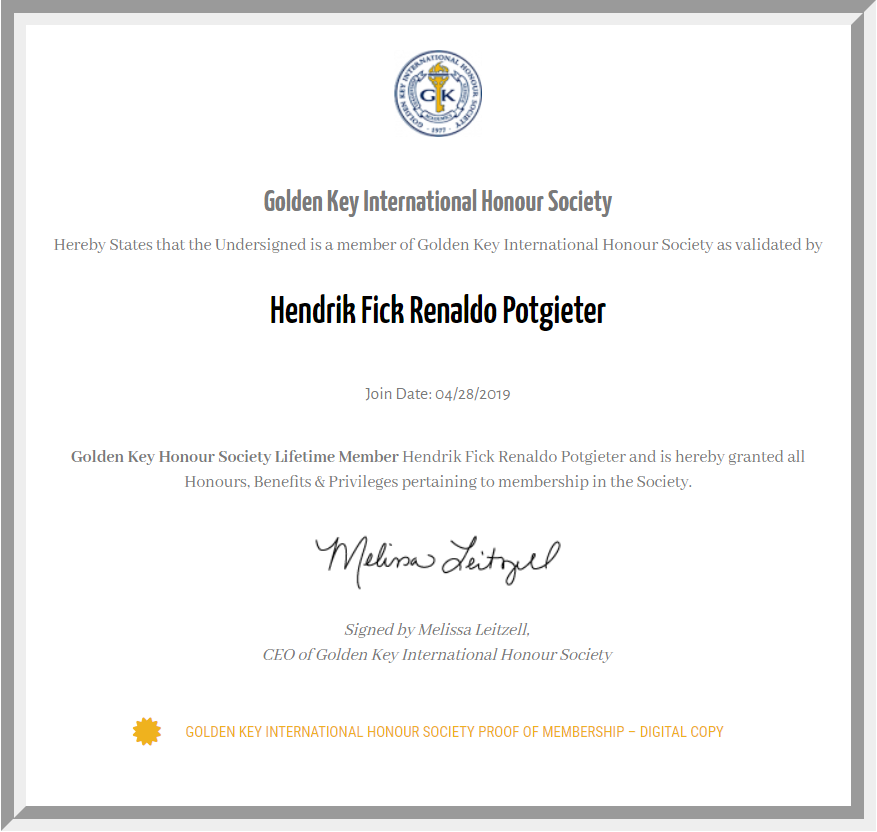 GOLDEN KEY INTERNATIONAL HONOUR SOCIETY
GK
ACADEMICS
· 1977 ·
Golden Key International Honour Society
Hereby States that the Undersigned is a member of Golden Key International Honour Society as validated by
Hendrik Fick Renaldo Potgieter
Join Date: 04/28/2019
Golden Key Honour Society Lifetime Member Hendrik Fick Renaldo Potgieter and is hereby granted all
Honours, Benefits & Privileges pertaining to membership in the Society.
Melissa Leitzell
Signed by Melissa Leitzell,
CEO of Golden Key International Honour Society
GOLDEN KEY INTERNATIONAL HONOUR SOCIETY PROOF OF MEMBERSHIP – DIGITAL COPY